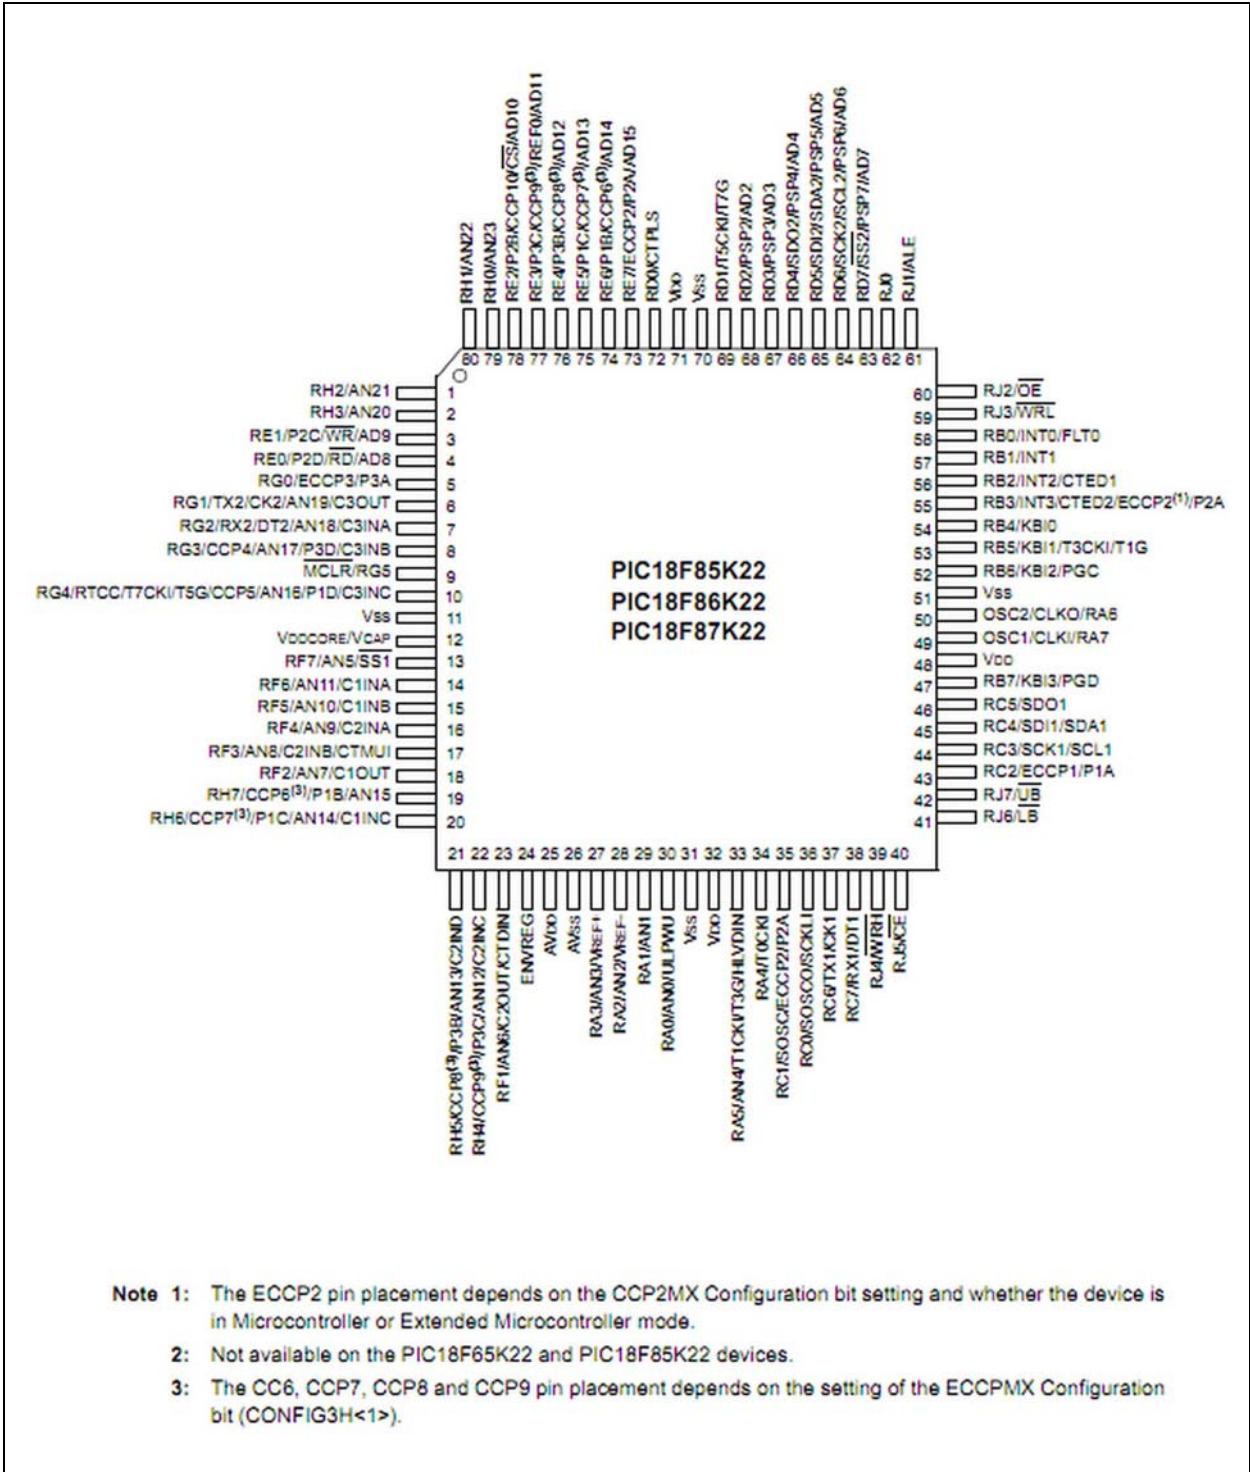 RH1/AN22
RH0/AN23
RE2/P2B/CCP10/CS/AD10
RE3/P3C/CCP9(3)/REF0/AD11
RE4/P3B/CCP8(3)/AD12
RE5/P1C/CCP7(3)/AD13
RE6/P1B/CCP6(3)/AD14
RE7/ECCP2/P2A/AD15
RD0/CTPLS
VDD
VSS
RD1/T5CKI/T7G
RD2/PSP2/AD2
RD3/PSP3/AD3
RD4/SDO2/PSP4/AD4
RD5/SDI2/SDA2/PSP5/AD5
RD6/SCK2/SCL2/PSP6/AD6
RD7/SS2/PSP7/AD7
RJ0
RJ1/ALE
80 79 78 77 76 75 74 73 72 71 70 69 68 67 66 65 64 63 62 61
RH2/AN21 1
RH3/AN20 2
RE1/P2C/WR/AD9 3
RE0/P2D/RD/AD8 4
RG0/ECCP3/P3A 5
RG1/TX2/CK2/AN19/C3OUT 6
RG2/RX2/DT2/AN18/C3INA 7
RG3/CCP4/AN17/P3D/C3INB 8
MCLR/RG5 9
RG4/RTCC/T7CKI/T5G/CCP5/AN16/P1D/C3INC 10
VSS 11
VDDCORE/VCAP 12
RF7/AN5/SS1 13
RF6/AN11/C1INA 14
RF5/AN10/C1INB 15
RF4/AN9/C2INA 16
RF3/AN8/C2INB/CTMUI 17
RF2/AN7/C1OUT 18
RH7/CCP6(3)/P1B/AN15 19
RH6/CCP7(3)/P1C/AN14/C1INC 20
PIC18F85K22
PIC18F86K22
PIC18F87K22
60 RJ2/OE
59 RJ3/WRL
58 RB0/INT0/FLT0
57 RB1/INT1
56 RB2/INT2/CTED1
55 RB3/INT3/CTED2/ECCP2(1)/P2A
54 RB4/KBI0
53 RB5/KBI1/T3CKI/T1G
52 RB6/KBI2/PGC
51 VSS
50 OSC2/CLKO/RA6
49 OSC1/CLKI/RA7
48 VDD
47 RB7/KBI3/PGD
46 RC5/SDO1
45 RC4/SDI1/SDA1
44 RC3/SCK1/SCL1
43 RC2/ECCP1/P1A
42 RJ7/UB
41 RJ6/LB
21 22 23 24 25 26 27 28 29 30 31 32 33 34 35 36 37 38 39 40
RH5/CCP8(3)/P3B/AN13/C2IND
RH4/CCP9(3)/P3C/AN12/C2INC
RF1/AN6/C2OUT/CTDIN
ENVREG
AVDD
AVSS
RA3/AN3/VREF+
RA2/AN2/VREF-
RA1/AN1
RA0/AN0/ULPWU
VSS
VDD
RA5/AN4/T1CKI/T3G/HLVDIN
RA4/T0CKI
RC1/SOSC/ECCP2/P2A
RC0/SOSCO/SCKLI
RC6/TX1/CK1
RC7/RX1/DT1
RJ4/WRH
RJ5/CE
Note 1: The ECCP2 pin placement depends on the CCP2MX Configuration bit setting and whether the device is
in Microcontroller or Extended Microcontroller mode.
2: Not available on the PIC18F65K22 and PIC18F85K22 devices.
3: The CC6, CCP7, CCP8 and CCP9 pin placement depends on the setting of the ECCPMX Configuration
bit (CONFIG3H<1>).